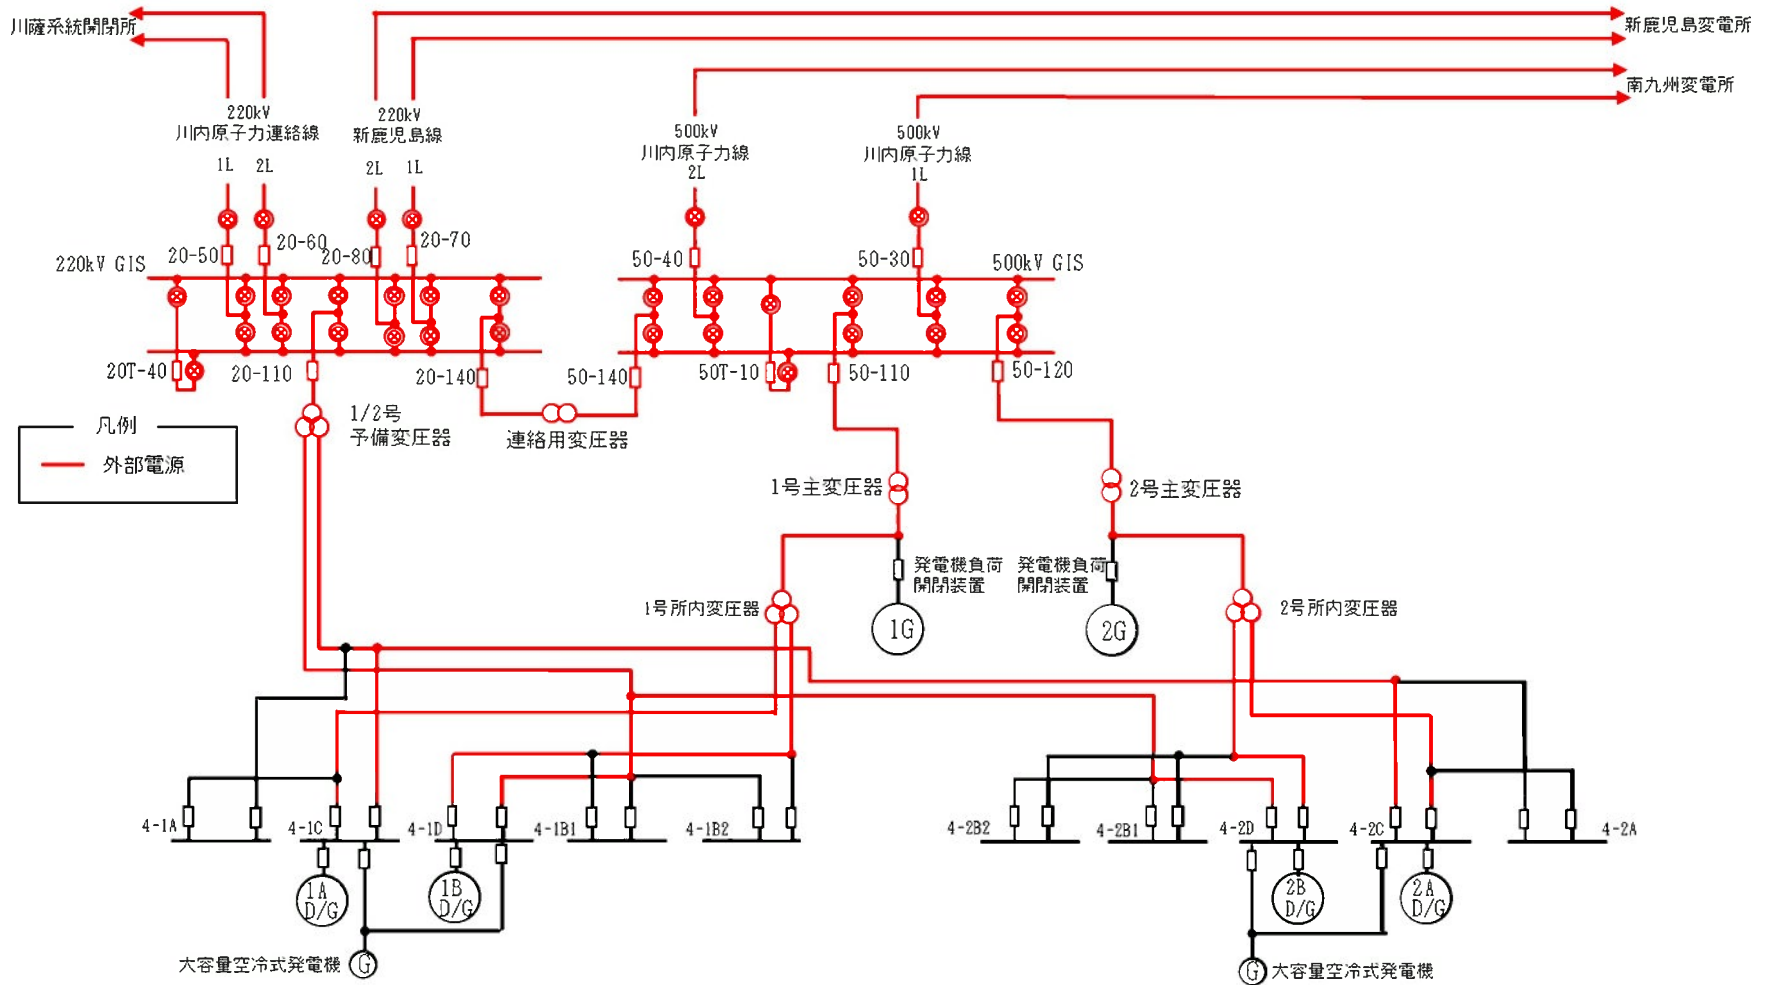 川薩系統開閉所
新鹿児島変電所
南九州変電所
220kV
川内原子力連絡線
1L 2L
220kV
新鹿児島線
2L 1L
500kV
川内原子力線
2L
500kV
川内原子力線
1L
220kV GIS
20-50
20-60
20-80
20-70
50-40
50-30
500kV GIS
20T-40
20-110
20-140
50-140
50T-10
50-110
50-120
凡例
外部電源
1/2号
予備変圧器
連絡用変圧器
1号主変圧器
2号主変圧器
発電機負荷
開閉装置
発電機負荷
開閉装置
1号所内変圧器
2号所内変圧器
1G
2G
4-1A
4-1C
4-1D
4-1B1
4-1B2
4-2B2
4-2B1
4-2D
4-2C
4-2A
1A
D/G
1B
D/G
2B
D/G
2A
D/G
大容量空冷式発電機
G
G
大容量空冷式発電機